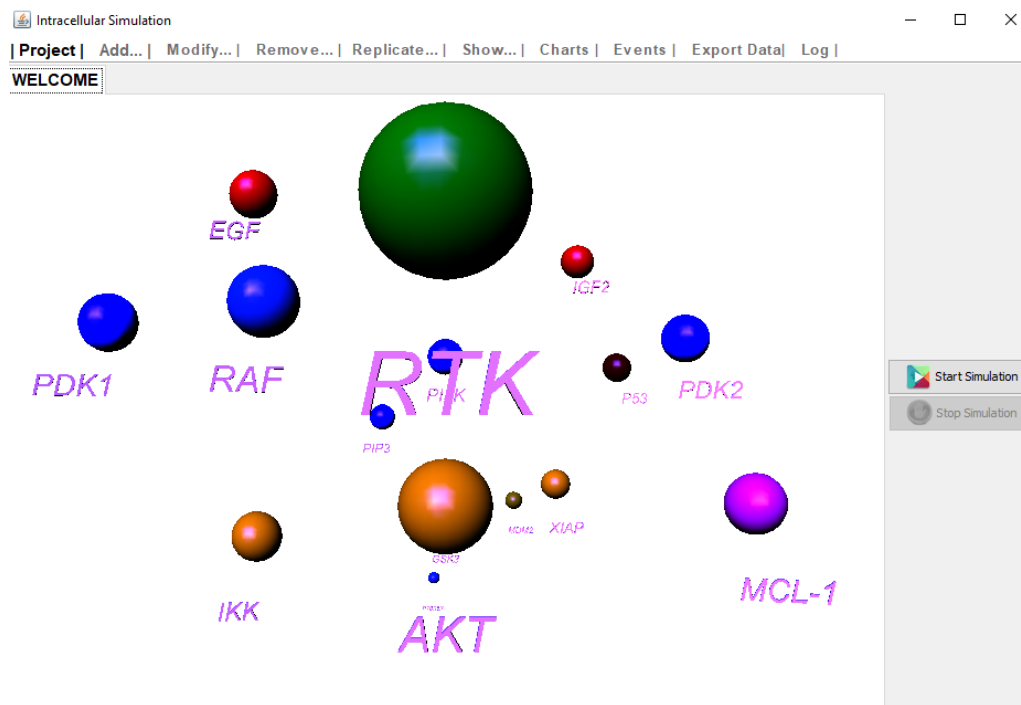 Intracellular Simulation
| Project | Add... | Modify... | Remove... | Replicate... | Show... | Charts | Events | Export Data| Log |
WELCOME
EGF
IGF2
PDK1
RAF
RTK
P53
PDK2
PIP3
Start Simulation
Stop Simulation
MDM2
XIAP
GSK3
IKK
AKT
MCL-1